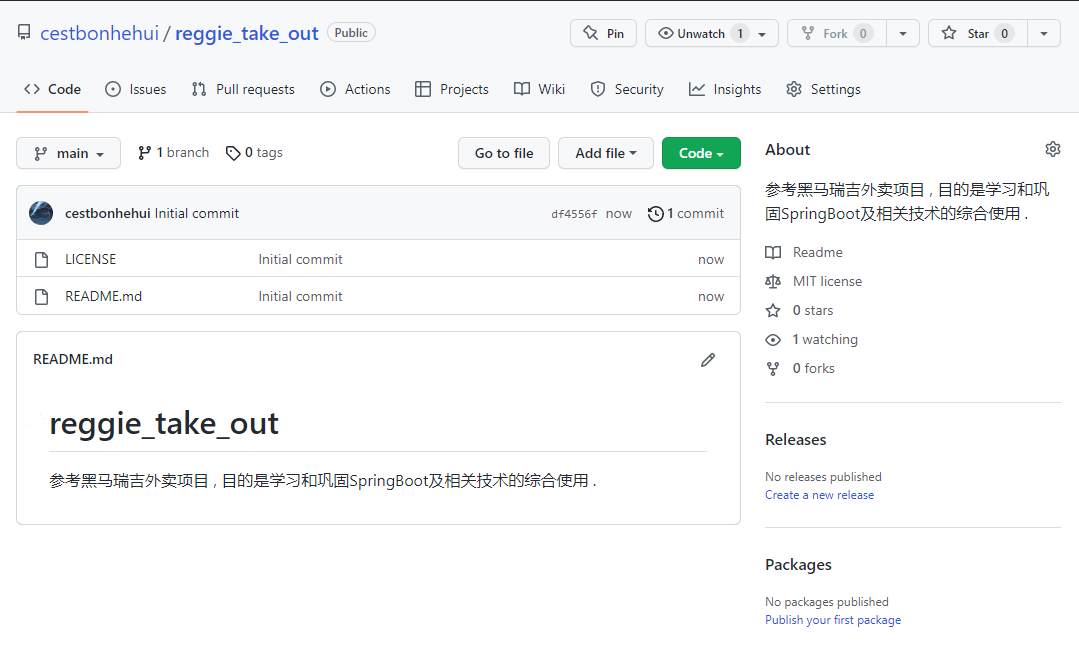 cestbonhehui / reggie_take_out Public Pin Unwatch 1 Fork 0 Star 0
Code Issues Pull requests Actions Projects Wiki Security Insights Settings
main 1 branch 0 tags Go to file Add file Code
cestbonhehui Initial commit df4556f now 1 commit
LICENSE Initial commit now
README.md Initial commit now
README.md
reggie_take_out
参考黑马瑞吉外卖项目 , 目的是学习和巩固SpringBoot及相关技术的综合使用 .
About
参考黑马瑞吉外卖项目 , 目的是学习和巩
固SpringBoot及相关技术的综合使用 .
Readme
MIT license
0 stars
1 watching
0 forks
Releases
No releases published
Create a new release
Packages
No packages published
Publish your first package